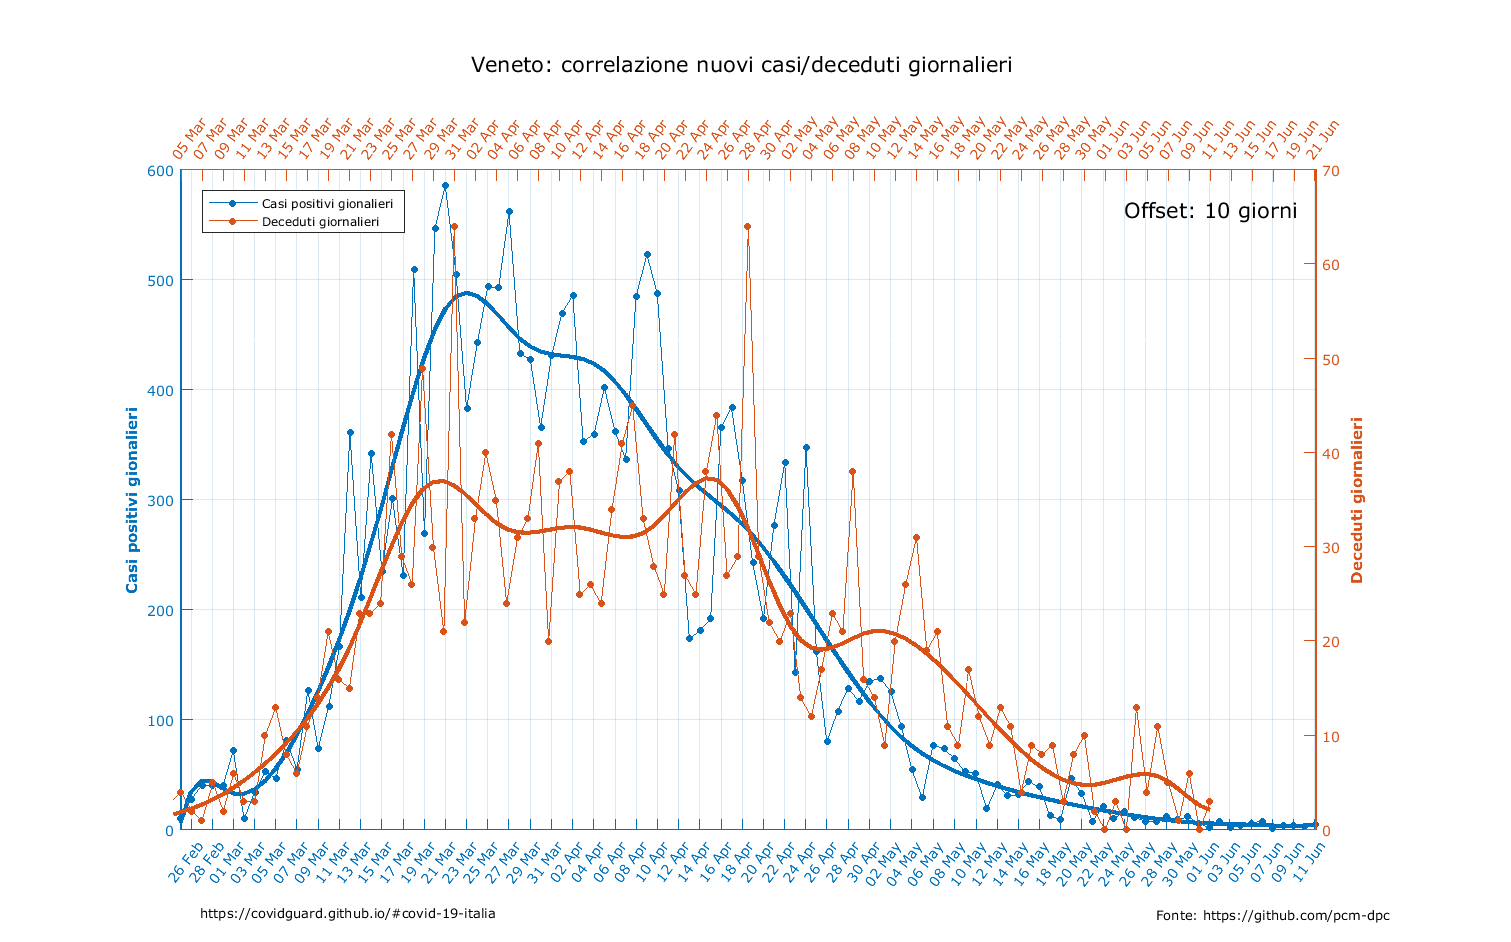 Veneto: correlazione nuovi casi/deceduti giornalieri
05 Mar 07 Mar 09 Mar 11 Mar 13 Mar 15 Mar 17 Mar 19 Mar 21 Mar 23 Mar 25 Mar 27 Mar 29 Mar 31 Mar 02 Apr 04 Apr 06 Apr 08 Apr 10 Apr 12 Apr 14 Apr 16 Apr 18 Apr 20 Apr 22 Apr 24 Apr 26 Apr 28 Apr 30 Apr 02 May 04 May 06 May 08 May 10 May 12 May 14 May 16 May 18 May 20 May 22 May 24 May 26 May 28 May 30 May 01 Jun 03 Jun 05 Jun 07 Jun 09 Jun 11 Jun 13 Jun 15 Jun 17 Jun 19 Jun 21 Jun
600
500
400
300
200
100
0
Casi positivi gionalieri
Casi positivi gionalieri
Deceduti giornalieri
Offset: 10 giorni
70
60
50
40
30
20
10
0
Deceduti giornalieri
26 Feb 28 Feb 01 Mar 03 Mar 05 Mar 07 Mar 09 Mar 11 Mar 13 Mar 15 Mar 17 Mar 19 Mar 21 Mar 23 Mar 25 Mar 27 Mar 29 Mar 31 Mar 02 Apr 04 Apr 06 Apr 08 Apr 10 Apr 12 Apr 14 Apr 16 Apr 18 Apr 20 Apr 22 Apr 24 Apr 26 Apr 28 Apr 30 Apr 02 May 04 May 06 May 08 May 10 May 12 May 14 May 16 May 18 May 20 May 22 May 24 May 26 May 28 May 30 May 01 Jun 03 Jun 05 Jun 07 Jun 09 Jun 11 Jun
https://covidguard.github.io/#covid-19-italia
Fonte: https://github.com/pcm-dpc